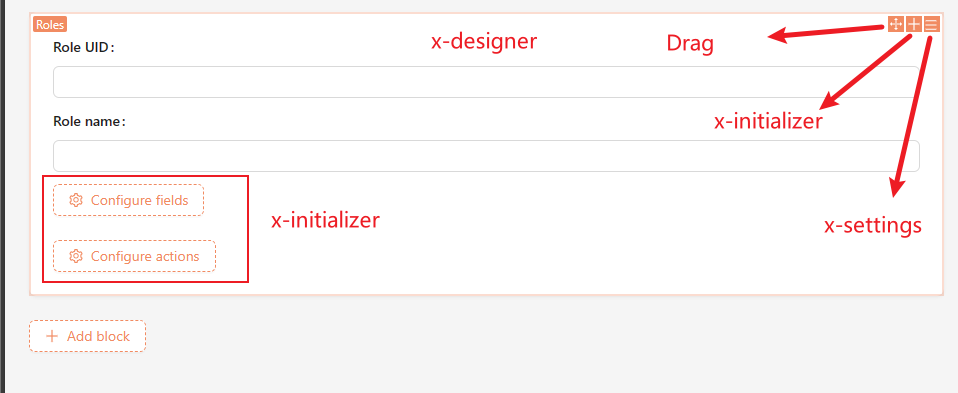 Roles
Role UID :
x-designer
Drag
Role name :
x-initializer
Configure fields
x-initializer
x-settings
Configure actions
Add block